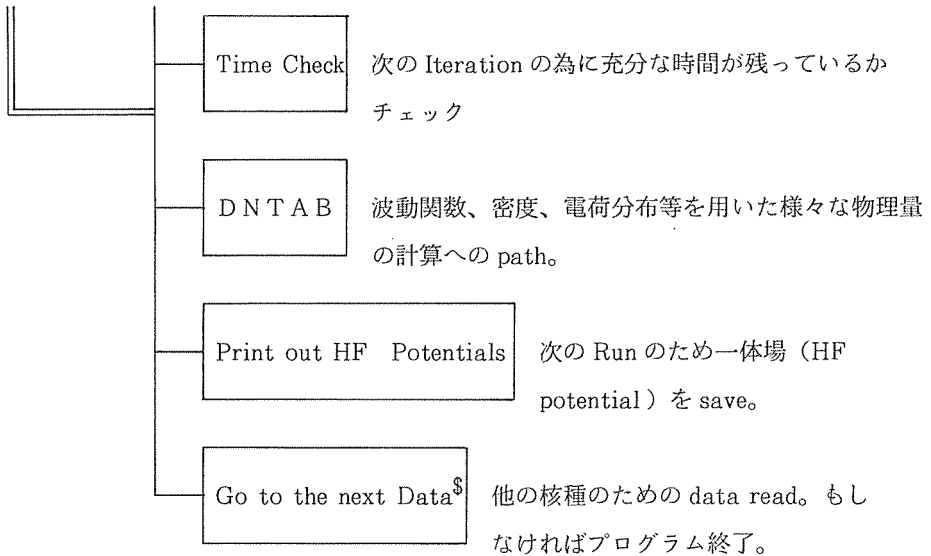 Time Check 次の Iteration の為に充分な時間が残っているか
チェック
DNTAB 波動関数、密度、電荷分布等を用いた様々な物理量
の計算への path。
Print out HF Potentials 次の Run のため一体場（HF
potential）を save。
Go to the next Data$ 他の核種のための data read。もし
なければプログラム終了。